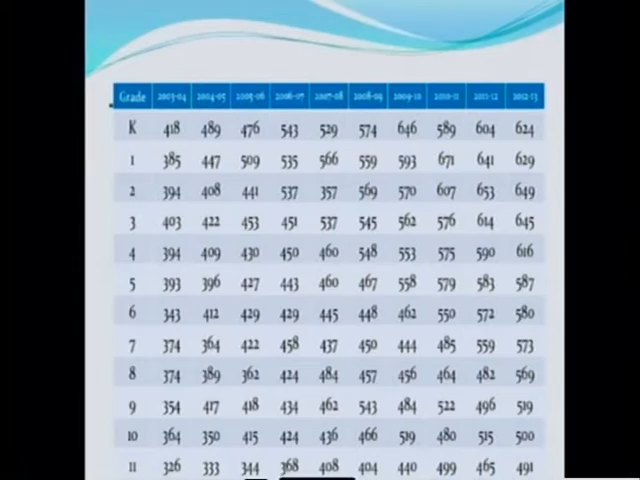 Grade 2003-04 2004-05 2005-06 2006-07 2007-08 2008-09 2009-10 2010-11 2011-12 2012-13
K 418 489 476 543 529 574 646 589 604 624
1 385 447 509 535 566 559 593 671 641 629
2 394 408 441 537 357 569 570 607 653 649
3 403 422 453 451 537 545 562 576 614 645
4 394 409 430 450 460 548 553 575 590 616
5 393 396 427 443 460 467 558 579 583 587
6 343 412 429 429 445 448 462 550 572 580
7 374 364 422 458 437 450 444 485 559 573
8 374 389 362 424 484 457 456 464 482 569
9 354 417 418 434 462 543 484 522 496 519
10 364 350 415 424 436 466 519 480 515 500
11 326 333 344 368 408 404 440 499 465 491